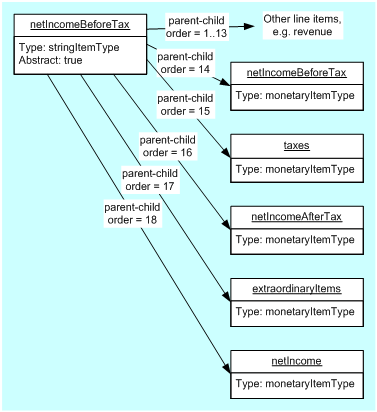 netIncomeBeforeTax
Type: stringItemType
Abstract: true
parent-child
order = 1..13
Other line items,
e.g. revenue
parent-child
order = 14
netIncomeBeforeTax
Type: monetaryItemType
parent-child
order = 15
taxes
Type: monetaryItemType
parent-child
order = 16
netIncomeAfterTax
Type: monetaryItemType
parent-child
order = 17
extraordinaryItems
Type: monetaryItemType
parent-child
order = 18
netIncome
Type: monetaryItemType